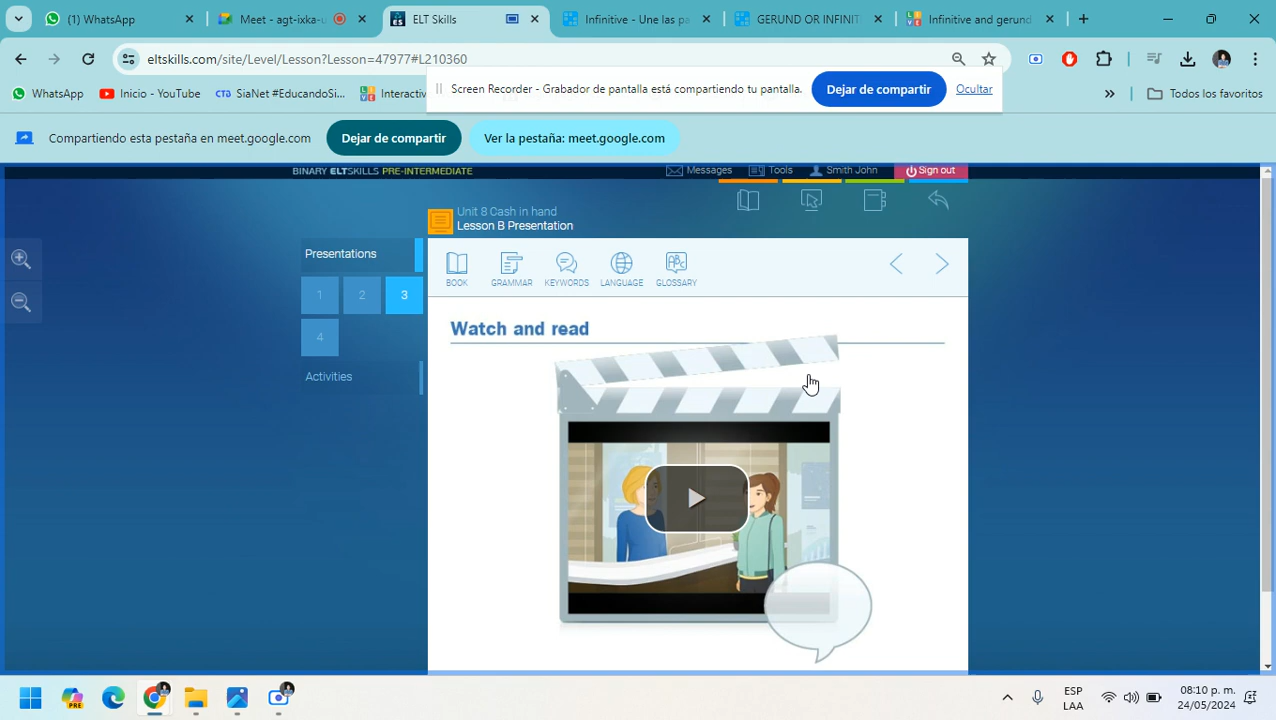 (1) WhatsApp
Meet - agt-ixka-u
ELT Skills
Infinitive - Une las pa
GERUND OR INFINIT
Infinitive and gerund
eltskills.com/site/Level/Lesson?Lesson=47977#L210360
Screen Recorder - Grabador de pantalla está compartiendo tu pantalla.
Dejar de compartir
Ocultar
WhatsApp
Inicio - YouTube
SiaNet #EducandoSi...
Interactiv
Todos los favoritos
Compartiendo esta pestaña en meet.google.com
Dejar de compartir
Ver la pestaña: meet.google.com
BINARY ELTSKILLS PRE-INTERMEDIATE
Messages
Tools
Smith John
Sign out
Unit 8 Cash in hand
Lesson B Presentation
Presentations
1 2 3
4
Activities
BOOK GRAMMAR KEYWORDS LANGUAGE GLOSSARY
Watch and read
ESP
LAA
08:10 p. m.
24/05/2024